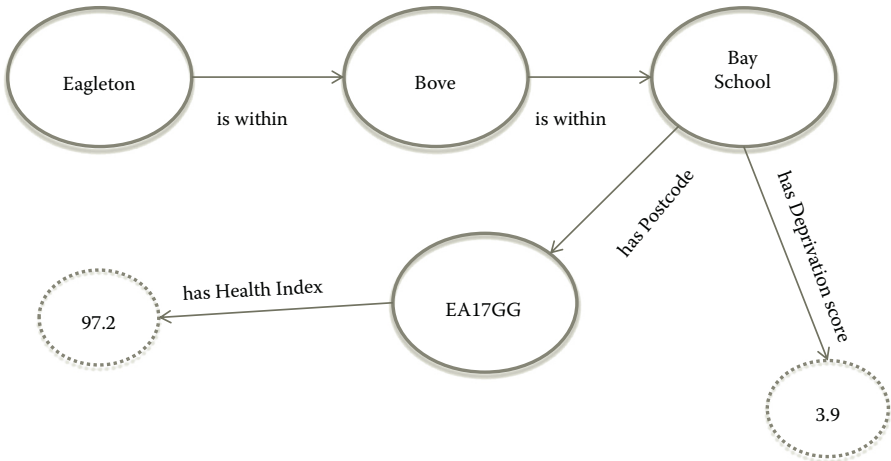 Eagleton
is within
Bove
is within
Bay
School
has Postcode
has Deprivation score
EA17GG
has Health Index
97.2
3.9